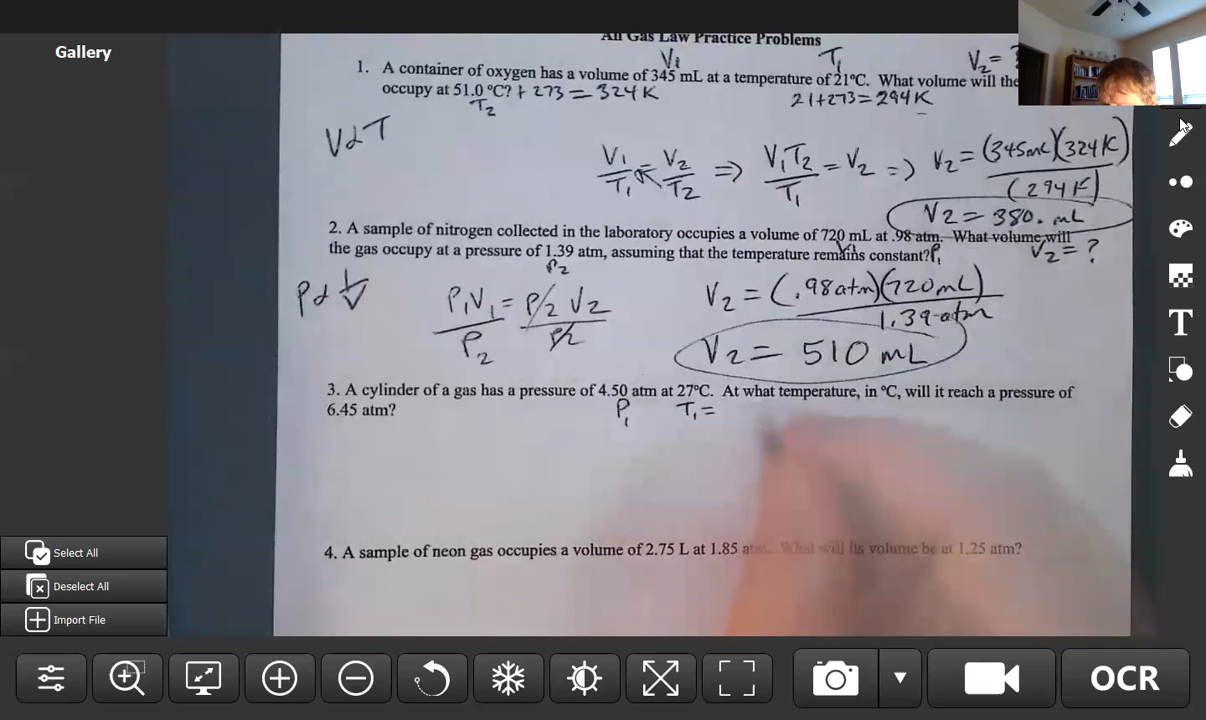 Gallery
All Gas Law Practice Problems
V1 T1 V2 = ?
1. A container of oxygen has a volume of 345 mL at a temperature of 21°C. What volume will the
occupy at 51.0 °C? + 273 = 324 K 21+273=294K
T2
V α T
V1/T1 = V2/T2 => V1T2/T1 = V2 => V2 = (345mL)(324K)/(294K)
V2 = 380. mL
2. A sample of nitrogen collected in the laboratory occupies a volume of 720 mL at .98 atm. What volume will
the gas occupy at a pressure of 1.39 atm, assuming that the temperature remains constant? P1 V2 = ?
P2 V1
P α 1/V
P1V1/P2 = P2V2/P2
V2 = (.98atm)(720mL)/1.39atm
V2 = 510 mL
3. A cylinder of a gas has a pressure of 4.50 atm at 27°C. At what temperature, in °C, will it reach a pressure of
6.45 atm? P1 T1 =
4. A sample of neon gas occupies a volume of 2.75 L at 1.85 atm. What will its volume be at 1.25 atm?
Select All
Deselect All
Import File
T
OCR